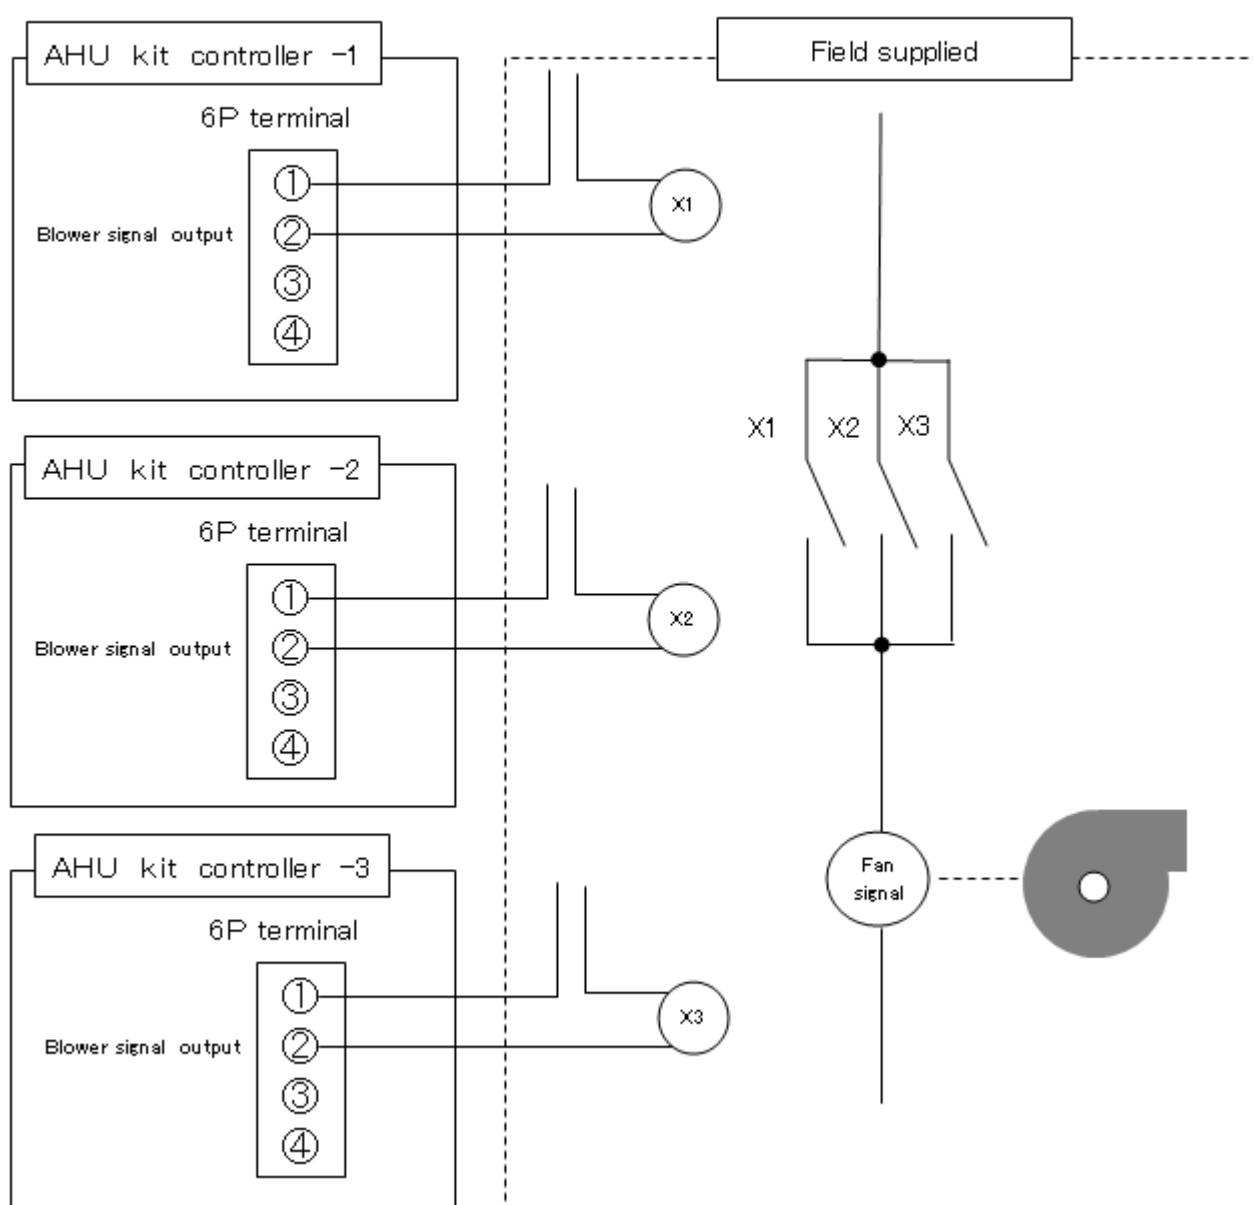 AHU kit controller -1
Field supplied
6P terminal
①
Blower signal output
②
③
④
X1
X1
X2
X3
AHU kit controller -2
6P terminal
①
Blower signal output
②
③
④
X2
AHU kit controller -3
6P terminal
①
Blower signal output
②
③
④
X3
Fan
signal